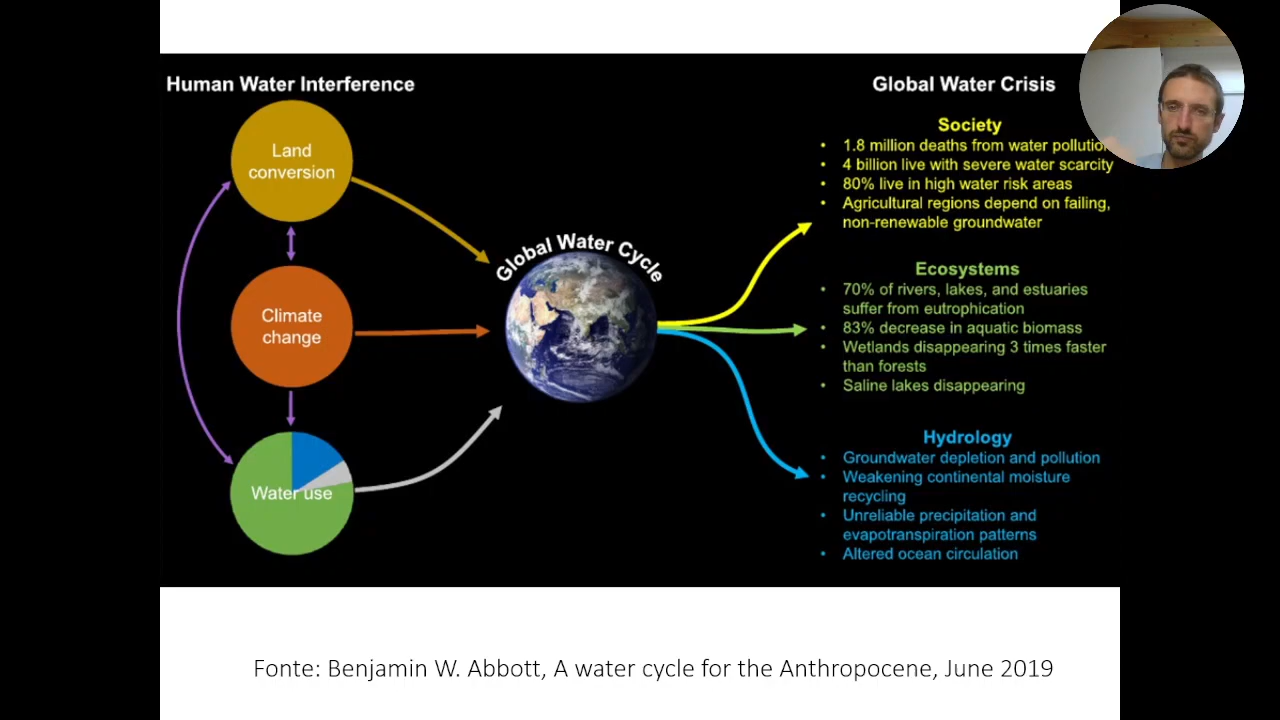 Human Water Interference
Land
conversion
Climate
change
Water use
Global Water Cycle
Global Water Crisis
Society
• 1.8 million deaths from water pollution
• 4 billion live with severe water scarcity
• 80% live in high water risk areas
• Agricultural regions depend on failing,
non-renewable groundwater
Ecosystems
• 70% of rivers, lakes, and estuaries
suffer from eutrophication
• 83% decrease in aquatic biomass
• Wetlands disappearing 3 times faster
than forests
• Saline lakes disappearing
Hydrology
• Groundwater depletion and pollution
• Weakening continental moisture
recycling
• Unreliable precipitation and
evapotranspiration patterns
• Altered ocean circulation
Fonte: Benjamin W. Abbott, A water cycle for the Anthropocene, June 2019